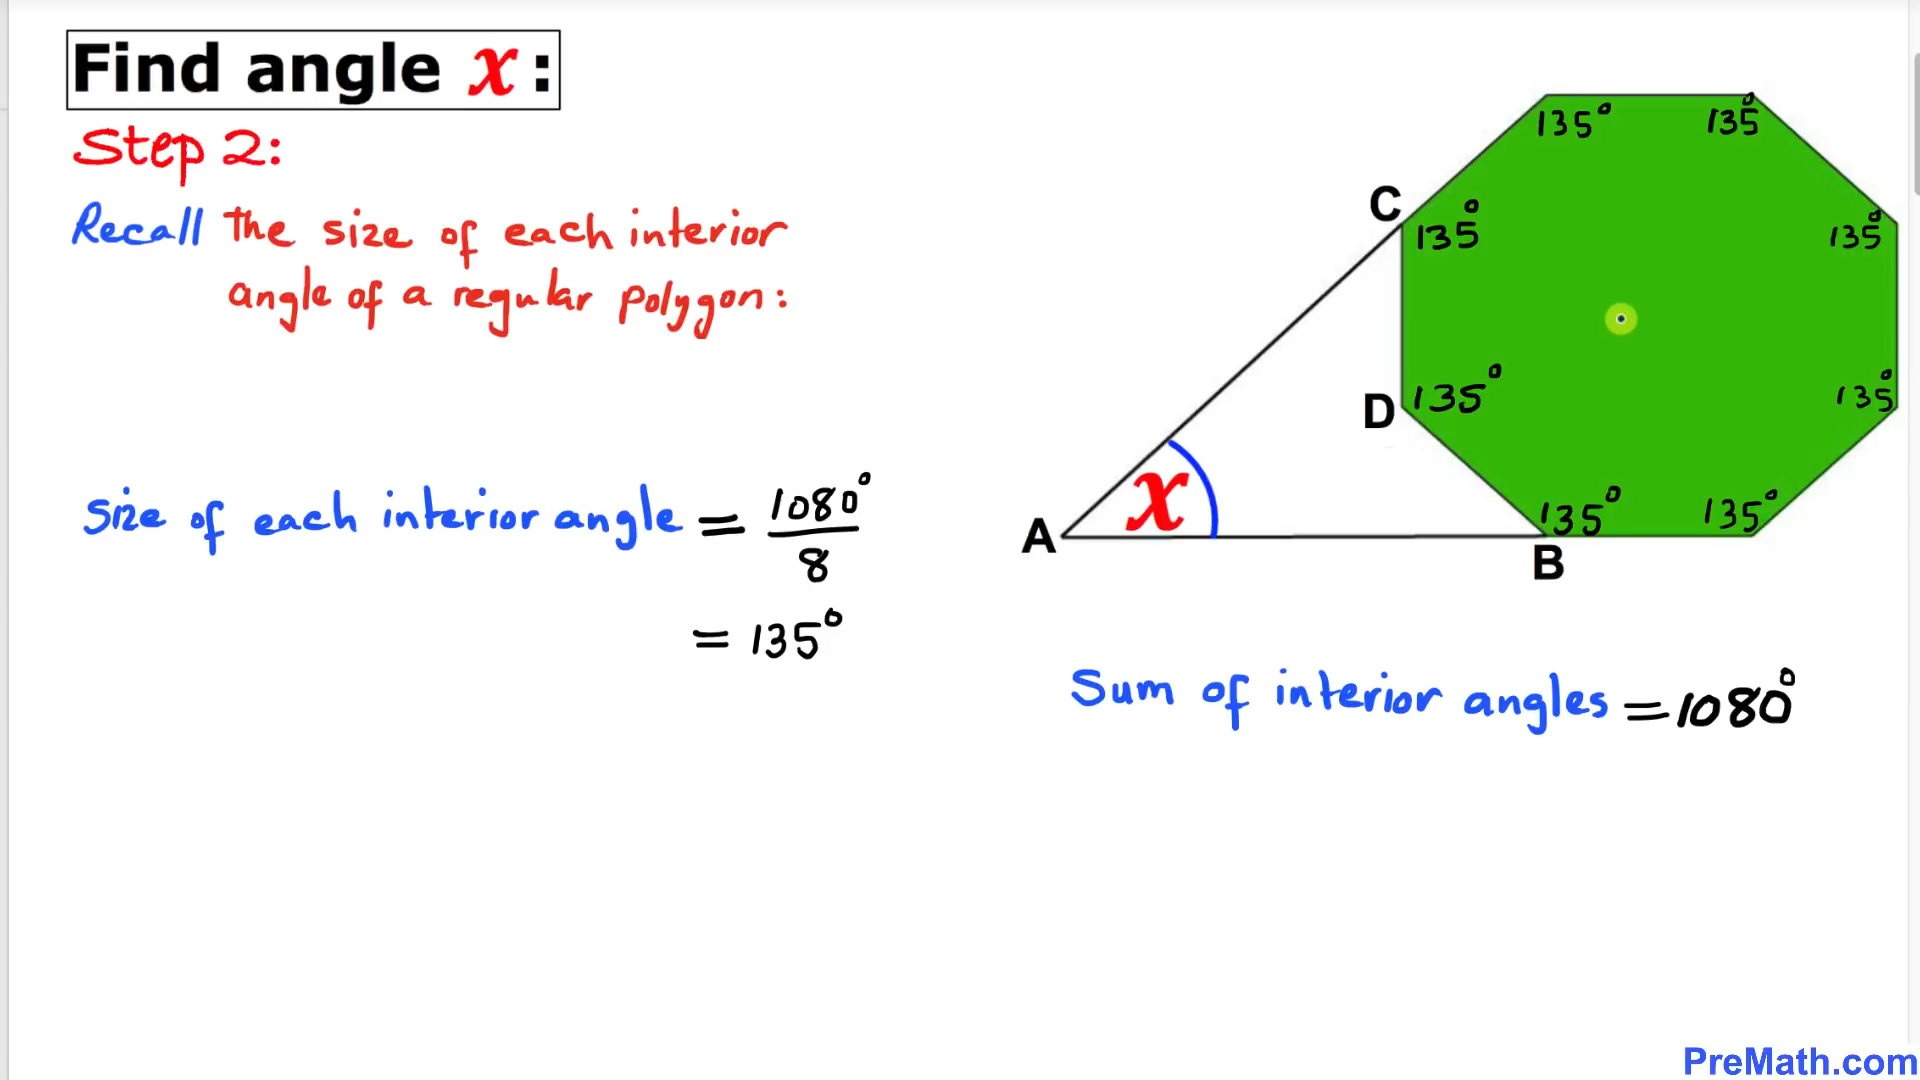 Find angle x:
Step 2:
Recall the size of each interior
angle of a regular polygon:
size of each interior angle = 1080°
8
= 135°
135° 135°
C 135° 135°
D 135° 135°
A x 135° 135°
B
Sum of interior angles = 1080°
PreMath.com